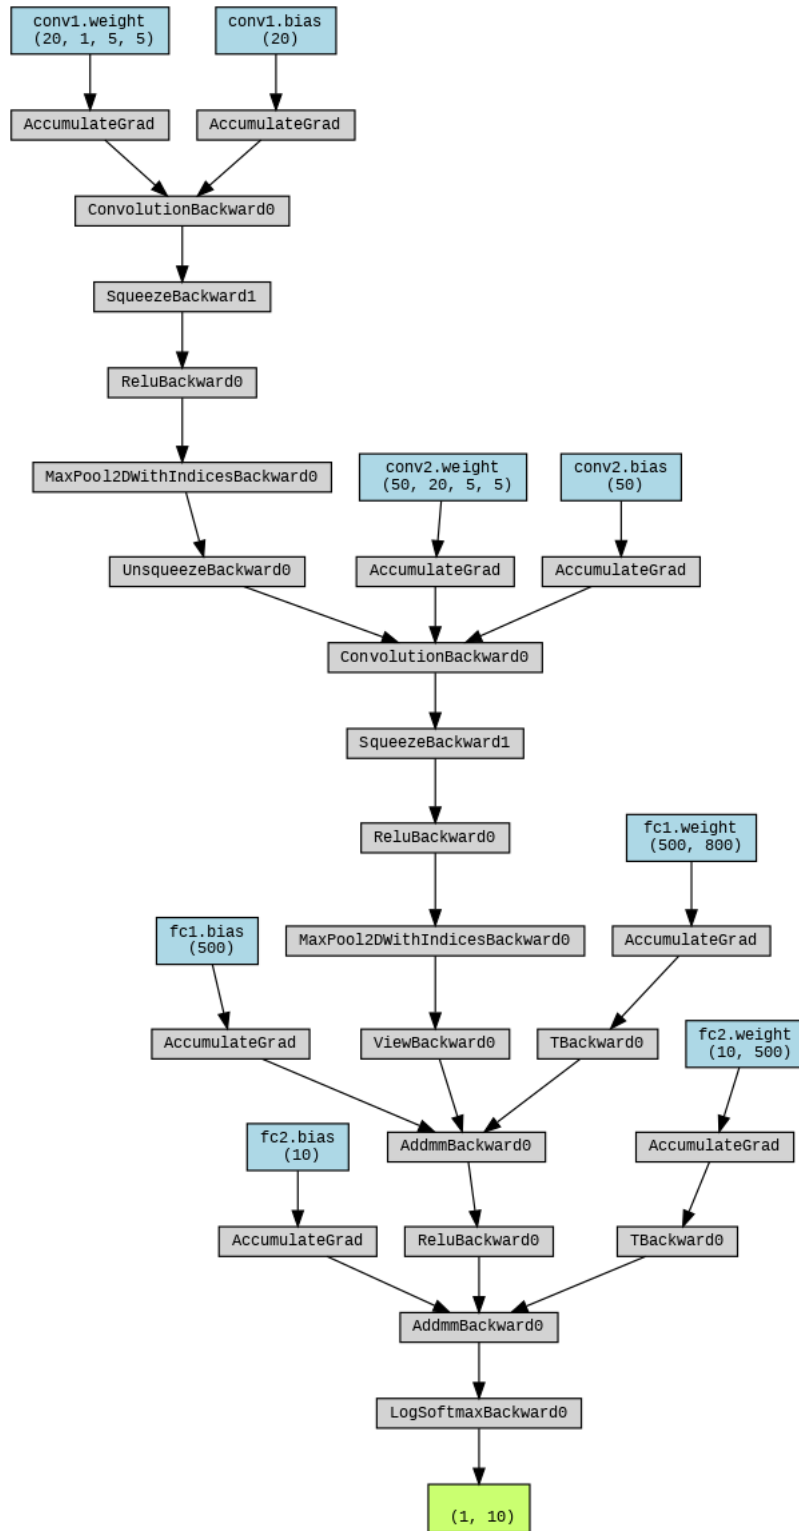 conv1.weight
(20, 1, 5, 5)
conv1.bias
(20)
AccumulateGrad
AccumulateGrad
ConvolutionBackward0
SqueezeBackward1
ReluBackward0
MaxPool2DWithIndicesBackward0
conv2.weight
(50, 20, 5, 5)
conv2.bias
(50)
UnsqueezeBackward0
AccumulateGrad
AccumulateGrad
ConvolutionBackward0
SqueezeBackward1
ReluBackward0
fc1.weight
(500, 800)
fc1.bias
(500)
MaxPool2DWithIndicesBackward0
AccumulateGrad
AccumulateGrad
ViewBackward0
TBackward0
fc2.weight
(10, 500)
fc2.bias
(10)
AddmmBackward0
AccumulateGrad
AccumulateGrad
ReluBackward0
TBackward0
AddmmBackward0
LogSoftmaxBackward0
(1, 10)